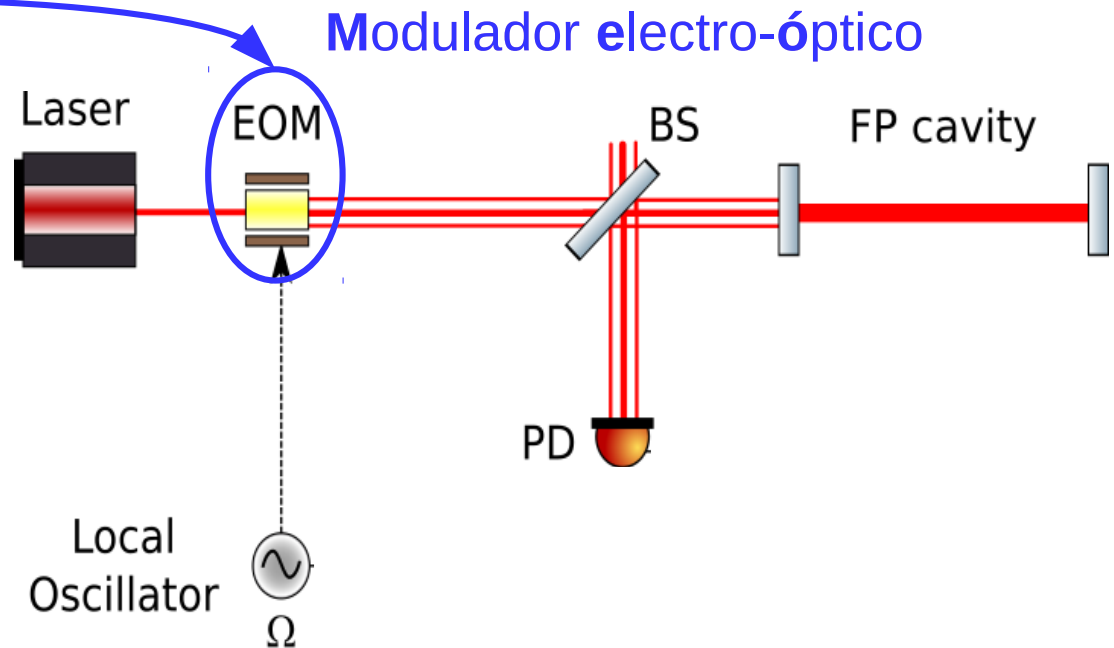 Modulador electro-óptico
Laser
EOM
BS
FP cavity
PD
Local
Oscillator
Ω